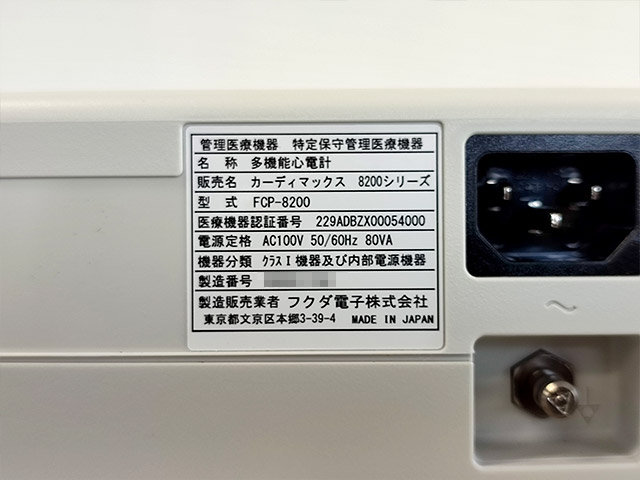 管理医療機器 特定保守管理医療機器
名 称 多機能心電計
販売名 カーディマックス 8200シリーズ
型 式 FCP-8200
医療機器認証番号 229ADBZX00054000
電源定格 AC100V 50/60Hz 80VA
機器分類 クラスⅠ機器及び内部電源機器
製造番号
製造販売業者 フクダ電子株式会社
東京都文京区本郷3-39-4 MADE IN JAPAN